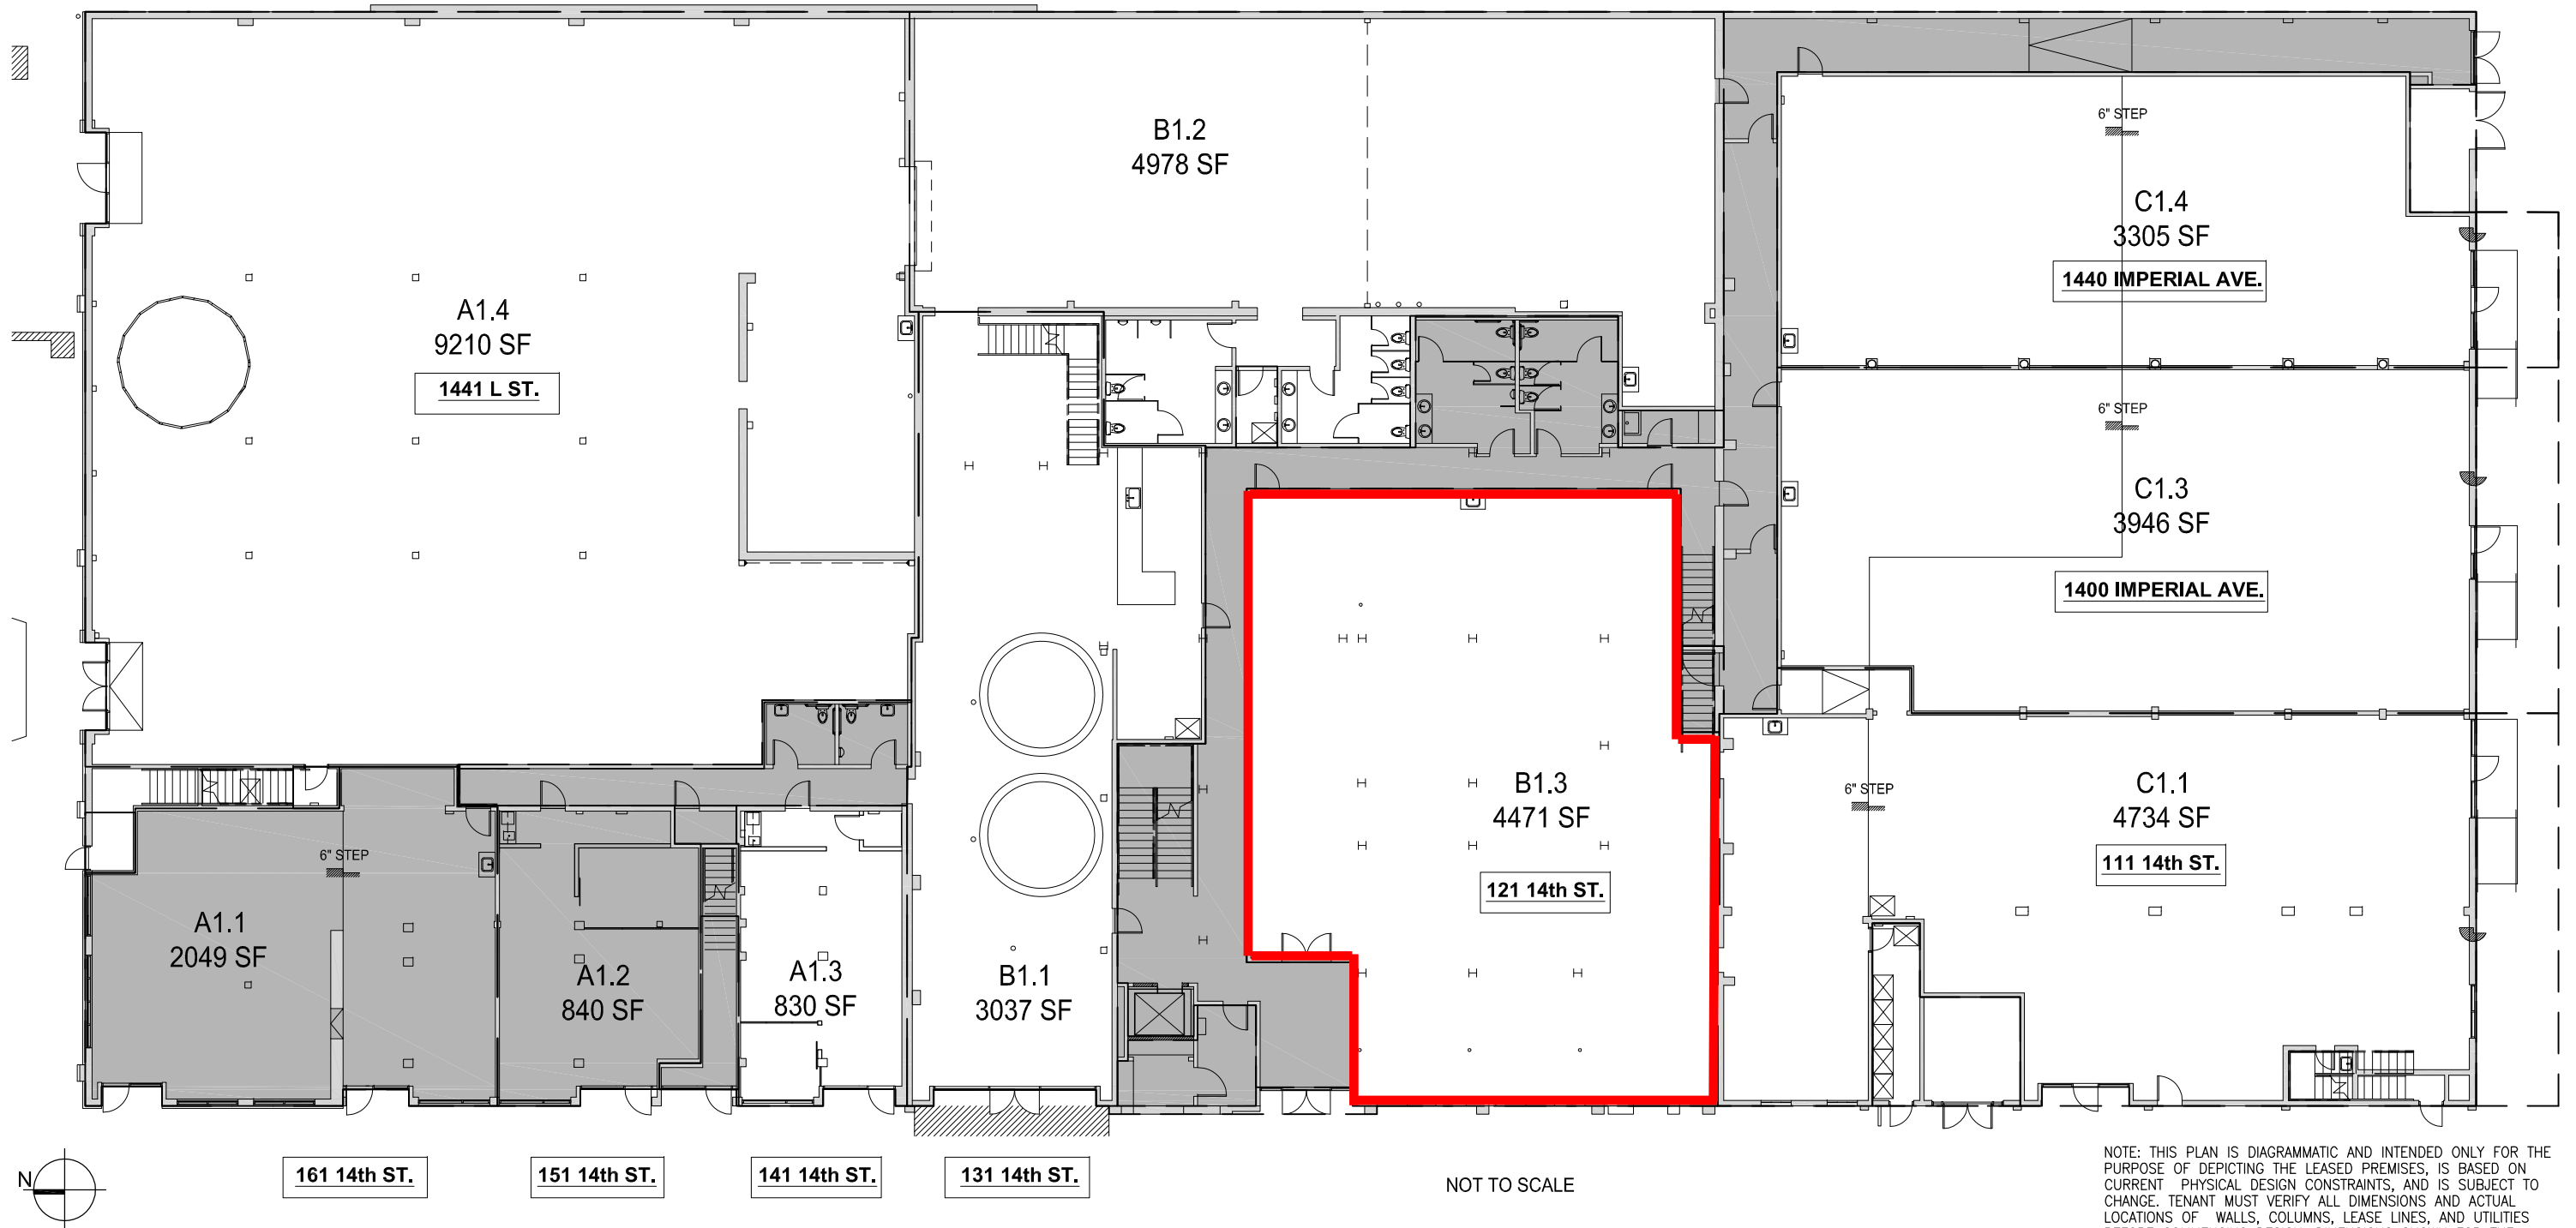 B1.2
4978 SF
6" STEP
C1.4
3305 SF
1440 IMPERIAL AVE.
A1.4
9210 SF
1441 L ST.
6" STEP
C1.3
3946 SF
1400 IMPERIAL AVE.
B1.3
4471 SF
121 14th ST.
6" STEP
C1.1
4734 SF
111 14th ST.
6" STEP
A1.1
2049 SF
A1.2
840 SF
A1.3
830 SF
B1.1
3037 SF
N
161 14th ST.
151 14th ST.
141 14th ST.
131 14th ST.
NOT TO SCALE
NOTE: THIS PLAN IS DIAGRAMMATIC AND INTENDED ONLY FOR THE
PURPOSE OF DEPICTING THE LEASED PREMISES, IS BASED ON
CURRENT PHYSICAL DESIGN CONSTRAINTS, AND IS SUBJECT TO
CHANGE. TENANT MUST VERIFY ALL DIMENSIONS AND ACTUAL
LOCATIONS OF WALLS, COLUMNS, LEASE LINES, AND UTILITIES